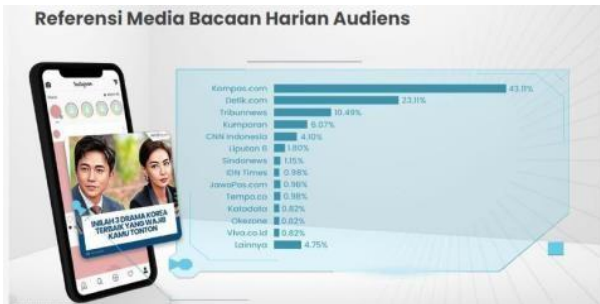 Referensi Media Bacaan Harian Audiens
Instagram
Kompas.com 43.11%
Detik.com 23.11%
Tribunnews 10.49%
Kumparan 6.07%
CNN Indonesia 4.10%
Liputan 6 1.80%
Sindonews 1.15%
IDN Times 0.98%
JawaPos.com 0.98%
Tempo.co 0.98%
Katadata 0.82%
Okezone 0.82%
Viva.co.id 0.82%
Lainnya 4.75%
INILAH 3 DRAMA KOREA
TERBAIK YANG WAJIB
KAMU TONTON